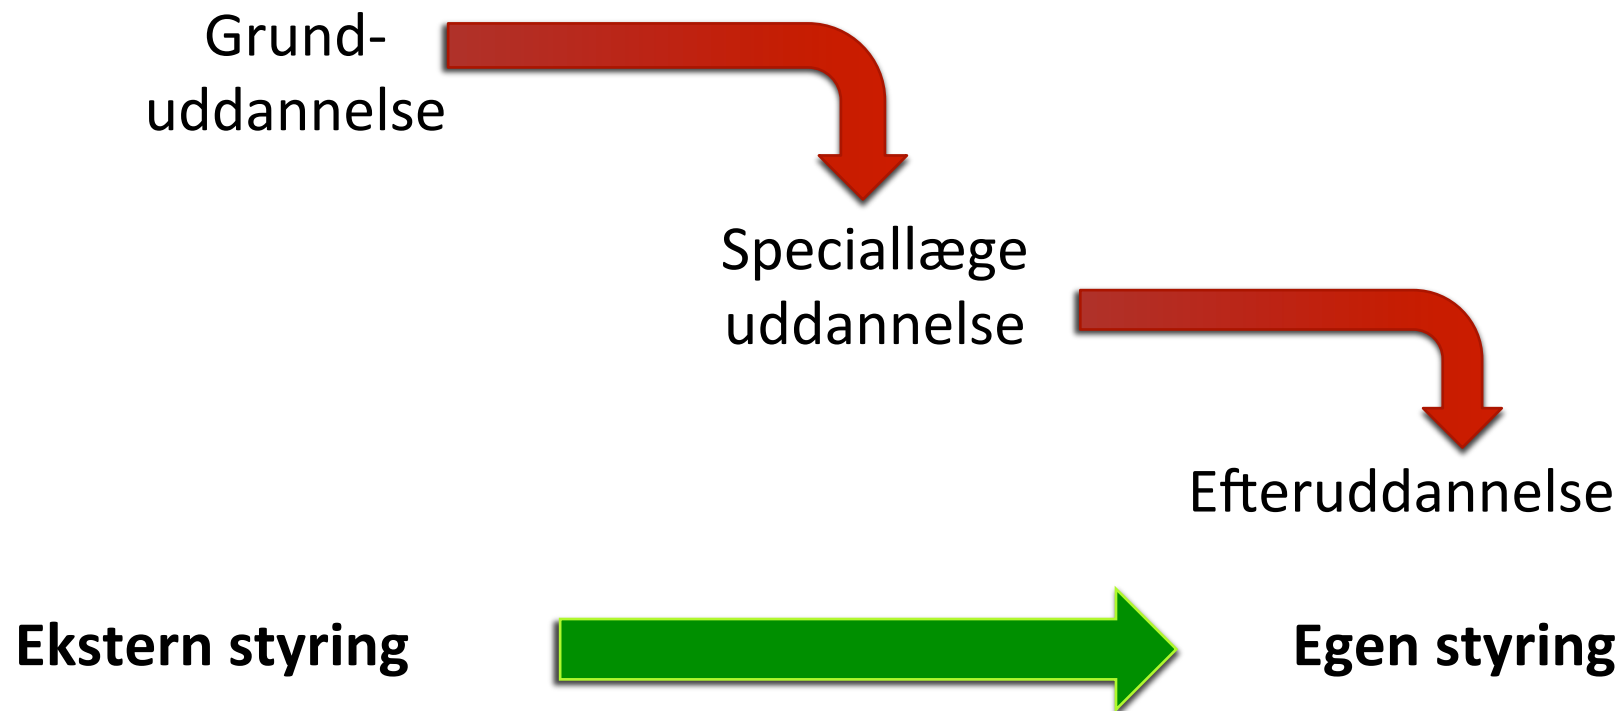 Grund-
uddannelse
Speciallæge
uddannelse
Efteruddannelse
Ekstern styring
Egen styring